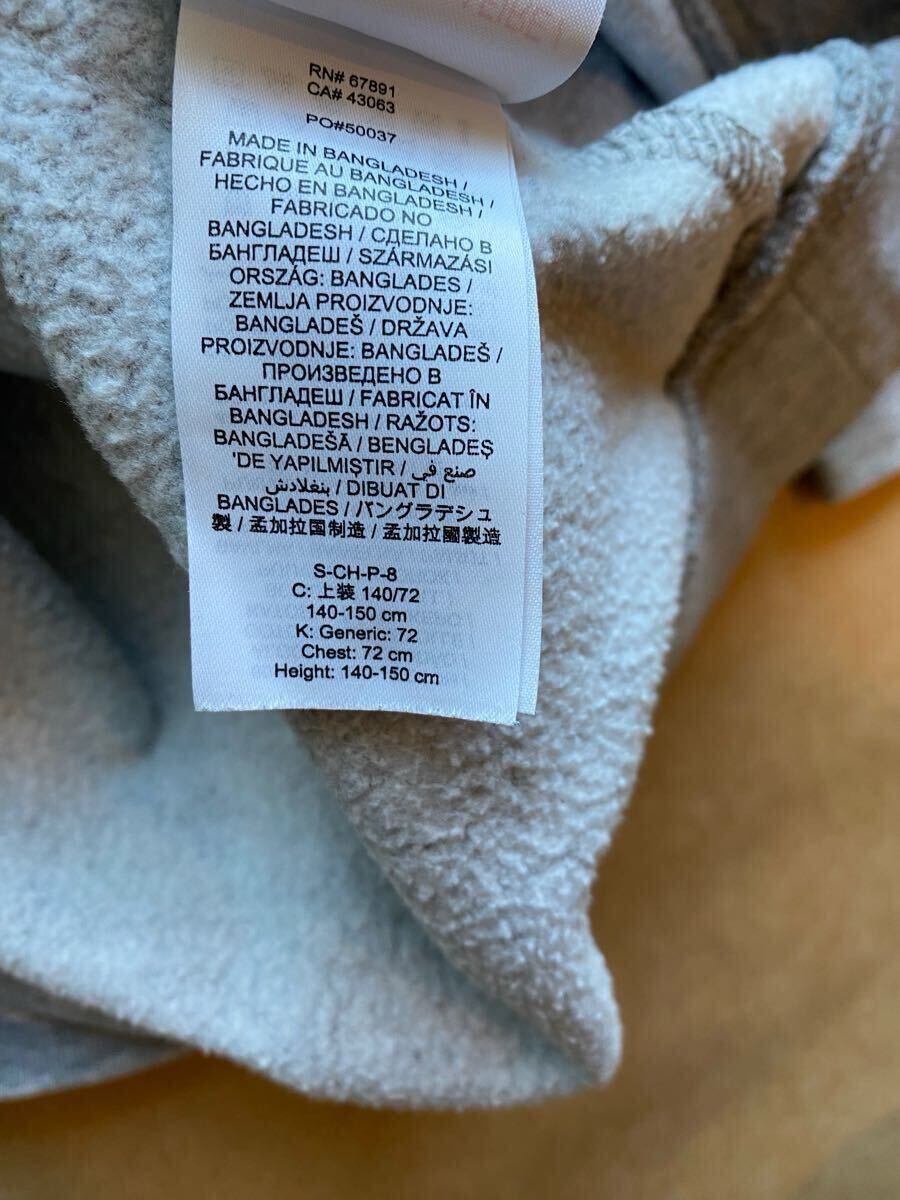 RN# 67891
CA# 43063
PO#50037
MADE IN BANGLADESH /
FABRIQUE AU BANGLADESH /
HECHO EN BANGLADESH /
FABRICADO NO
BANGLADESH / СДЕЛАНО В
БАНГЛАДЕШ / SZÁRMAZÁSI
ORSZÁG: BANGLADES /
ZEMLJA PROIZVODNJE:
BANGLADEŠ / DRŽAVA
PROIZVODNJE: BANGLADEŠ /
ПРОИЗВЕДЕНО В
БАНГЛАДЕШ / FABRICAT ÎN
BANGLADESH / RAŽOTS:
BANGLADEŠĀ / BENGLADEŞ
'DE YAPILMIŞTIR / صنع في
بنغلادش / DIBUAT DI
BANGLADES / バングラデシュ
製 / 孟加拉国制造 / 孟加拉國製造
S-CH-P-8
C: 上装 140/72
140-150 cm
K: Generic: 72
Chest: 72 cm
Height: 140-150 cm